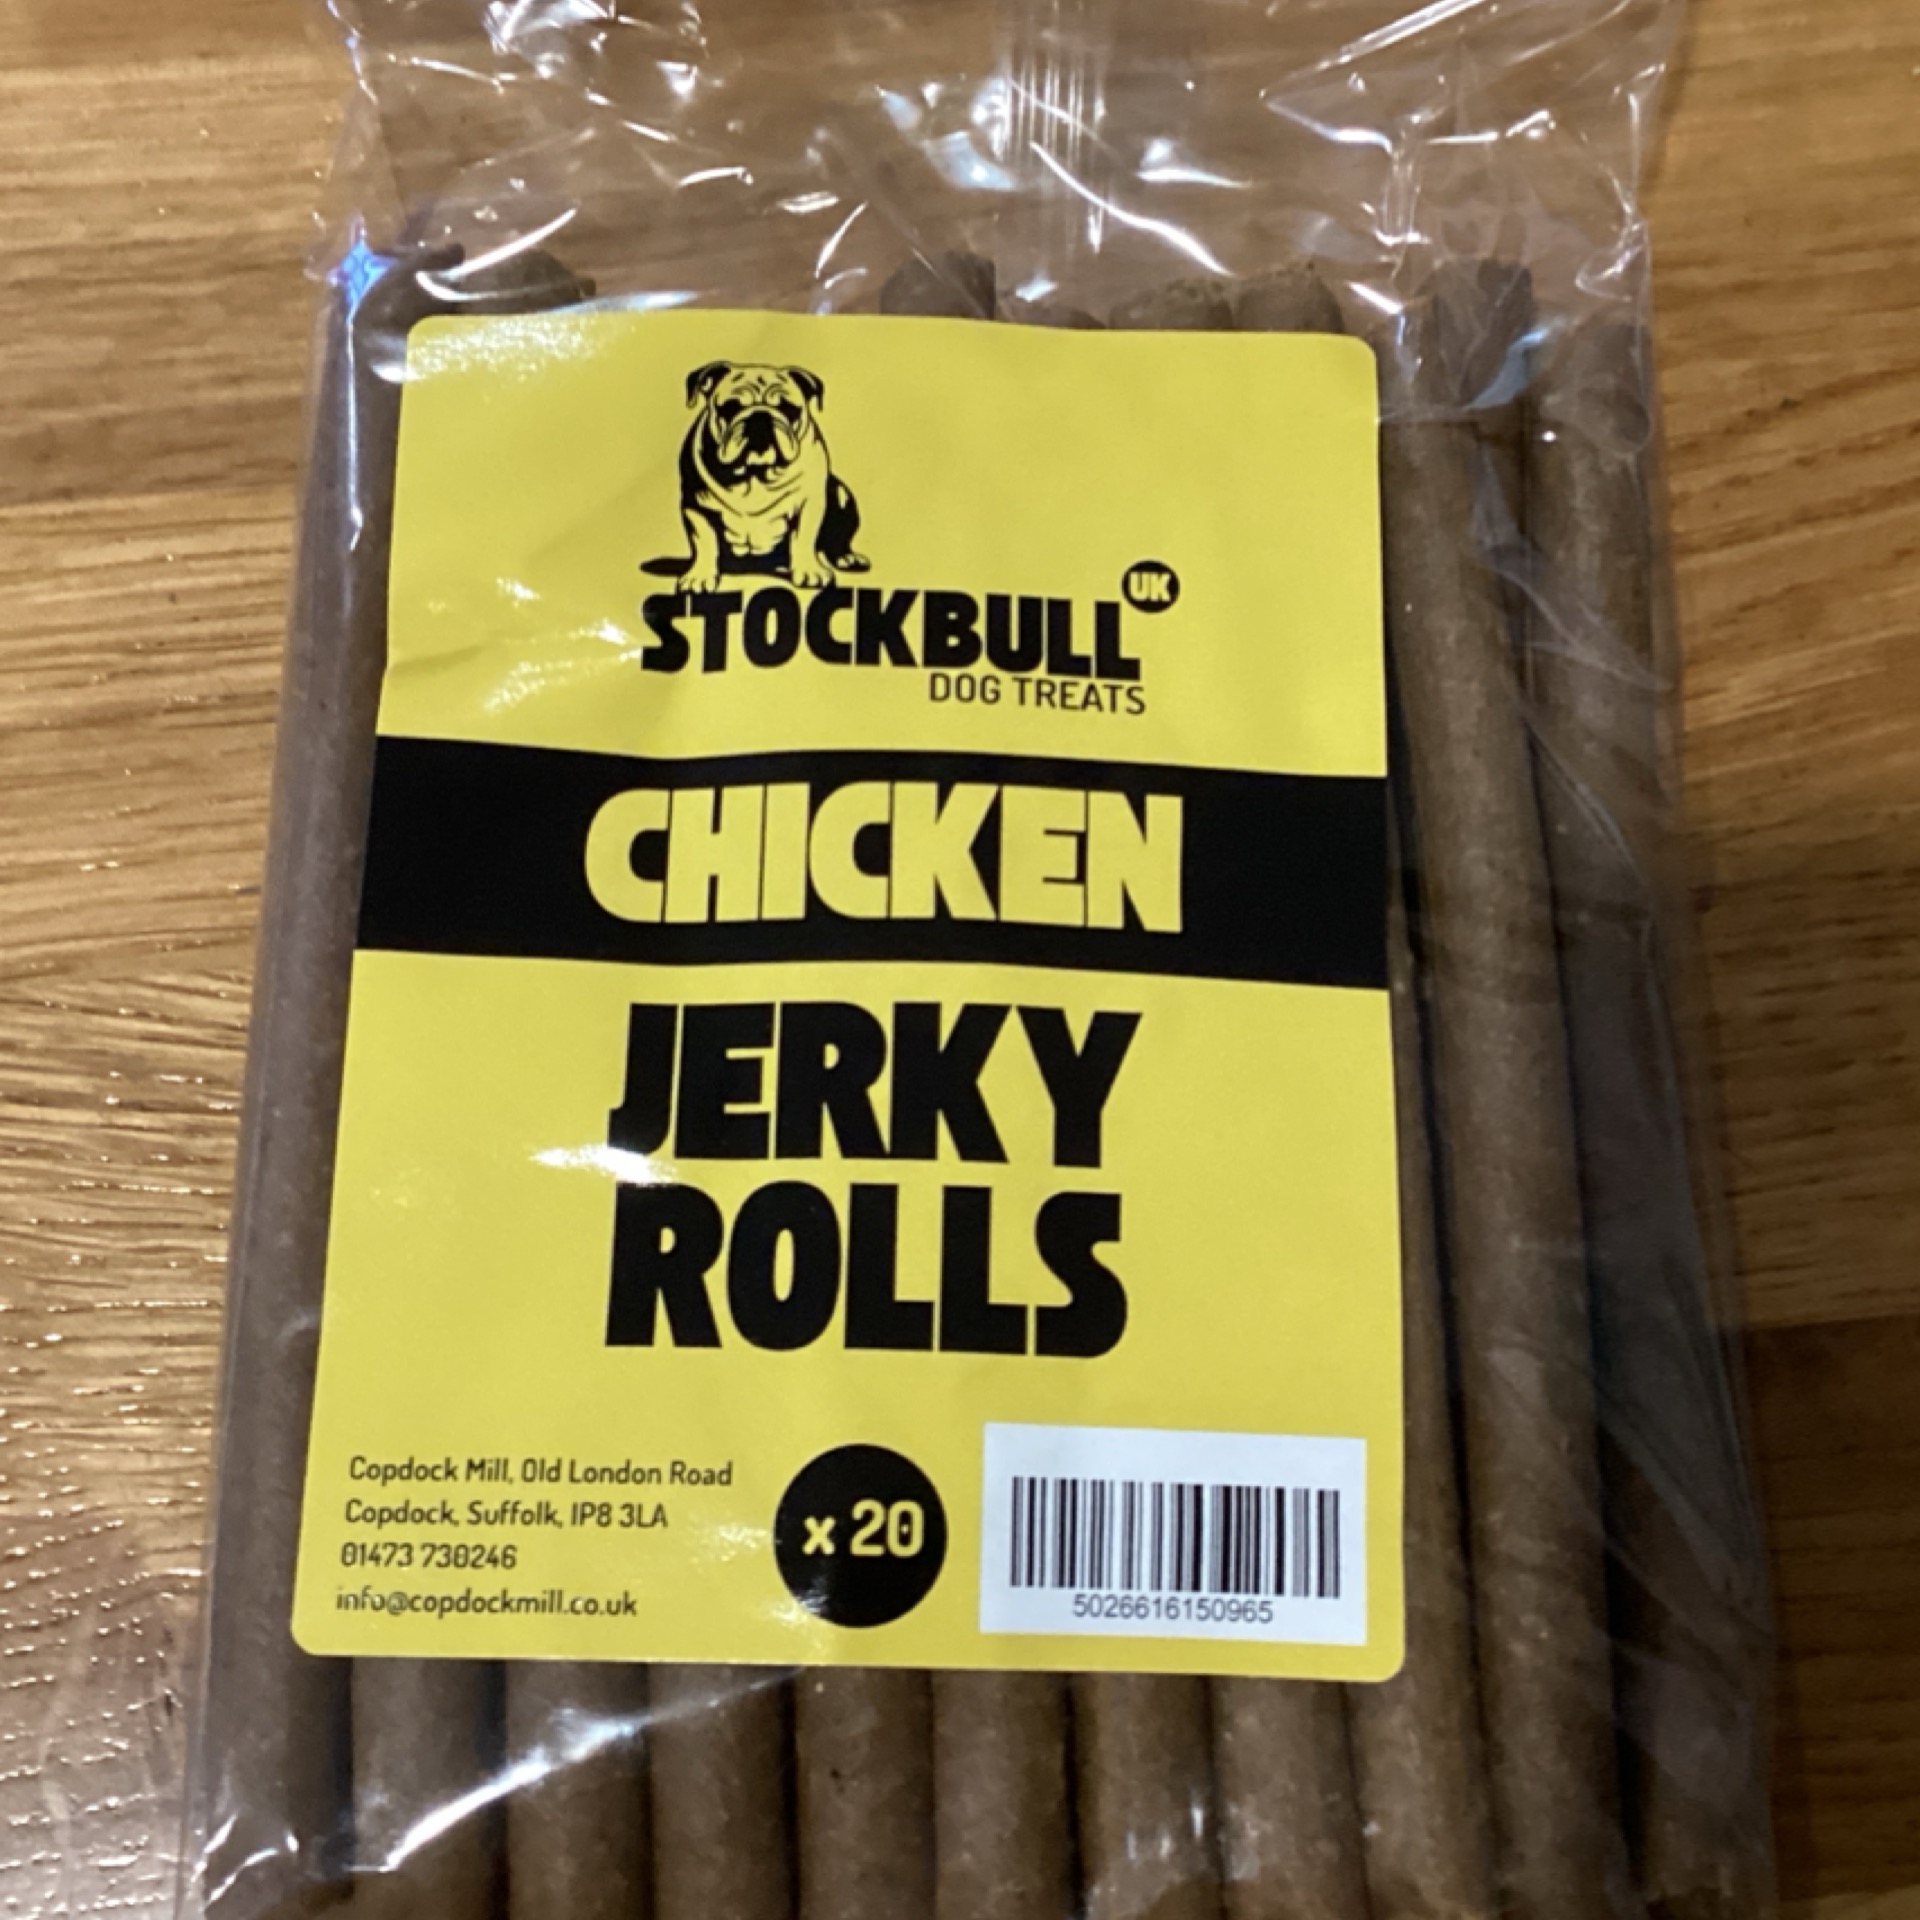 UK
STOCKBULL
DOG TREATS
CHICKEN
JERKY
ROLLS
Copdock Mill, Old London Road
Copdock, Suffolk, IP8 3LA
01473 730246
info@copdockmill.co.uk
x 20
5026616150965